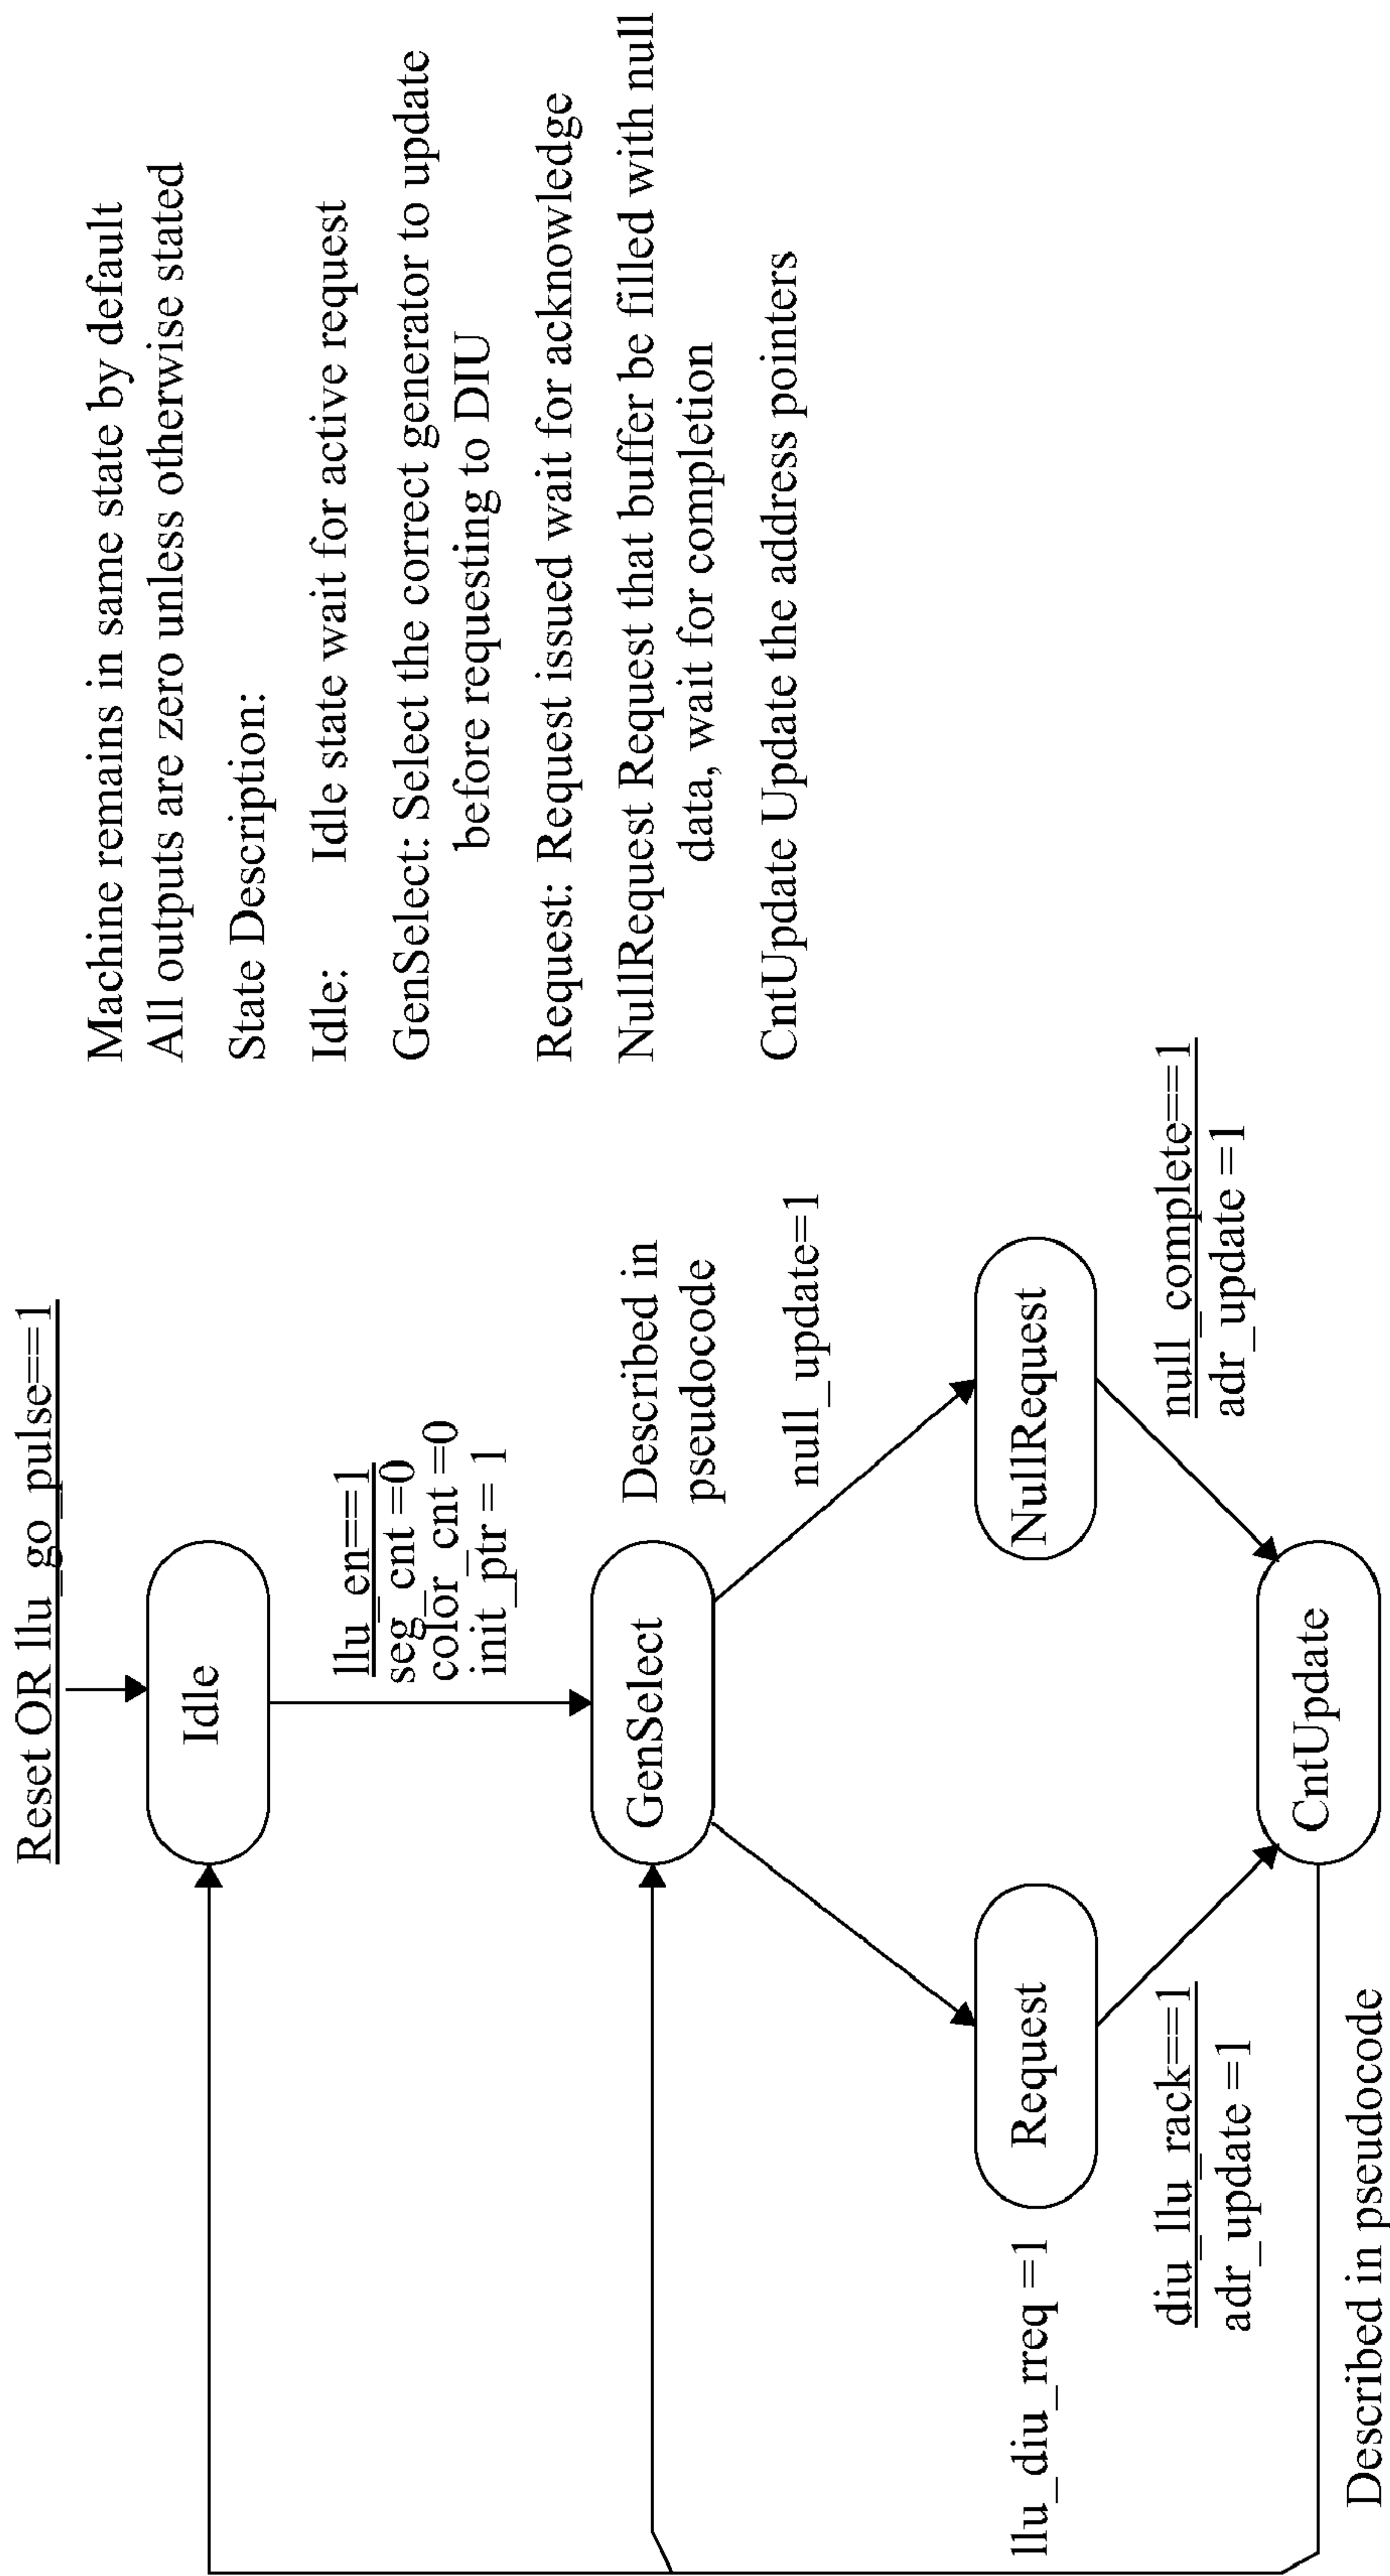 Reset OR llu_go_pulse==1
Idle
llu_en==1
seg_cnt =0
color_cnt =0
init_ptr = 1
GenSelect
Described in
pseudocode
null_update=1
llu_diu_rreq =1
Request
NullRequest
diu_llu_rack==1
adr_update =1
null_complete==1
adr_update =1
CntUpdate
Described in pseudocode
Machine remains in same state by default
All outputs are zero unless otherwise stated
State Description:
Idle: Idle state wait for active request
GenSelect: Select the correct generator to update
before requesting to DIU
Request: Request issued wait for acknowledge
NullRequest Request that buffer be filled with null
data, wait for completion
CntUpdate Update the address pointers